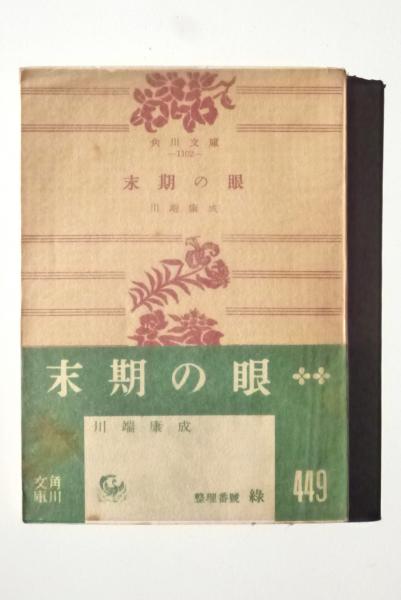 角川文庫
—1102—
末期の眼
川端康成
末期の眼
川端康成
角川文庫
整理番號 綠
449